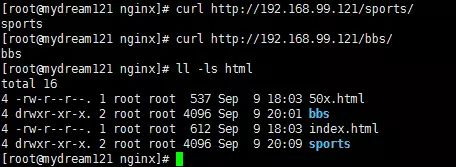 [root@mydream121 nginx]# curl http://192.168.99.121/sports/
sports
[root@mydream121 nginx]# curl http://192.168.99.121/bbs/
bbs
[root@mydream121 nginx]# ll -ls html
total 16
4 -rw-r--r--. 1 root root  537 Sep  9 18:03 50x.html
4 drwxr-xr-x. 2 root root 4096 Sep  9 20:01 bbs
4 -rw-r--r--. 1 root root  612 Sep  9 18:03 index.html
4 drwxr-xr-x. 2 root root 4096 Sep  9 20:09 sports
[root@mydream121 nginx]#